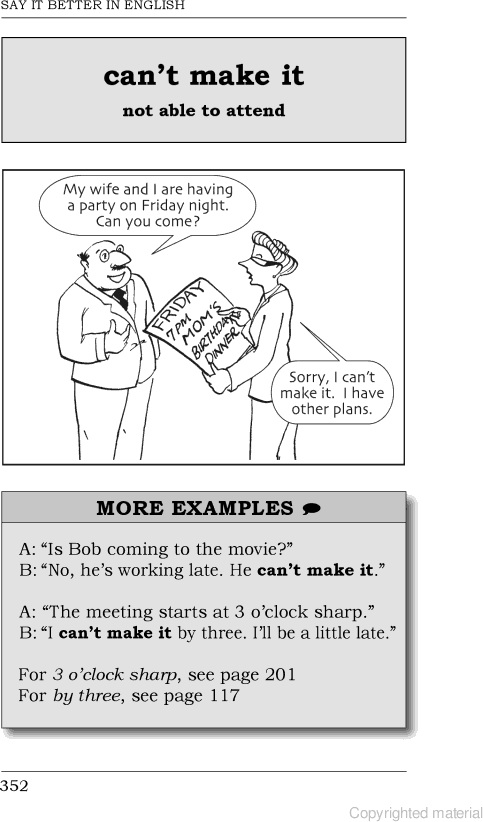 SAY IT BETTER IN ENGLISH
can't make it
not able to attend
My wife and I are having
a party on Friday night.
Can you come?
FRIDAY
7 PM
MOM'S
BIRTHDAY
DINNER
Sorry, I can't
make it. I have
other plans.
MORE EXAMPLES
A: “Is Bob coming to the movie?”
B: “No, he's working late. He can't make it.”
A: “The meeting starts at 3 o'clock sharp.”
B: “I can't make it by three. I'll be a little late.”
For 3 o'clock sharp, see page 201
For by three, see page 117
352
Copyrighted material